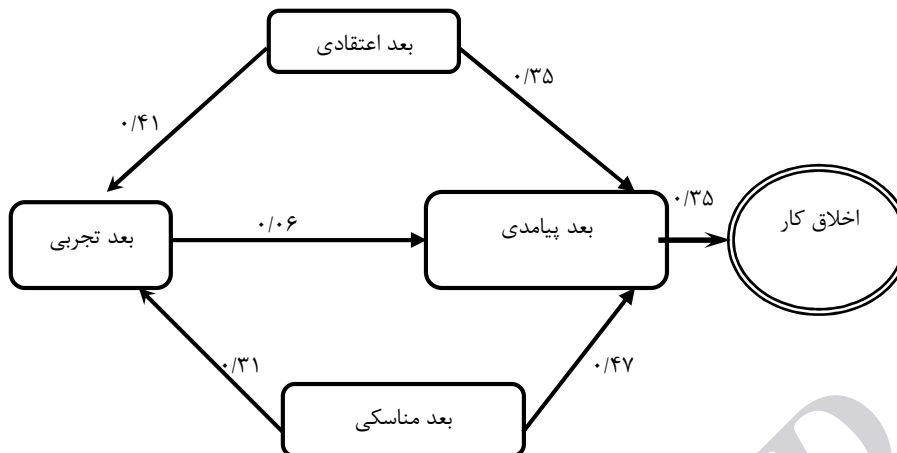 بعد اعتقادی
۰/۳۵
۰/۴۱
۰/۳۵
اخلاق کار
بعد پیامدی
۰/۰۶
بعد تجربی
۰/۴۷
۰/۳۱
بعد مناسکی